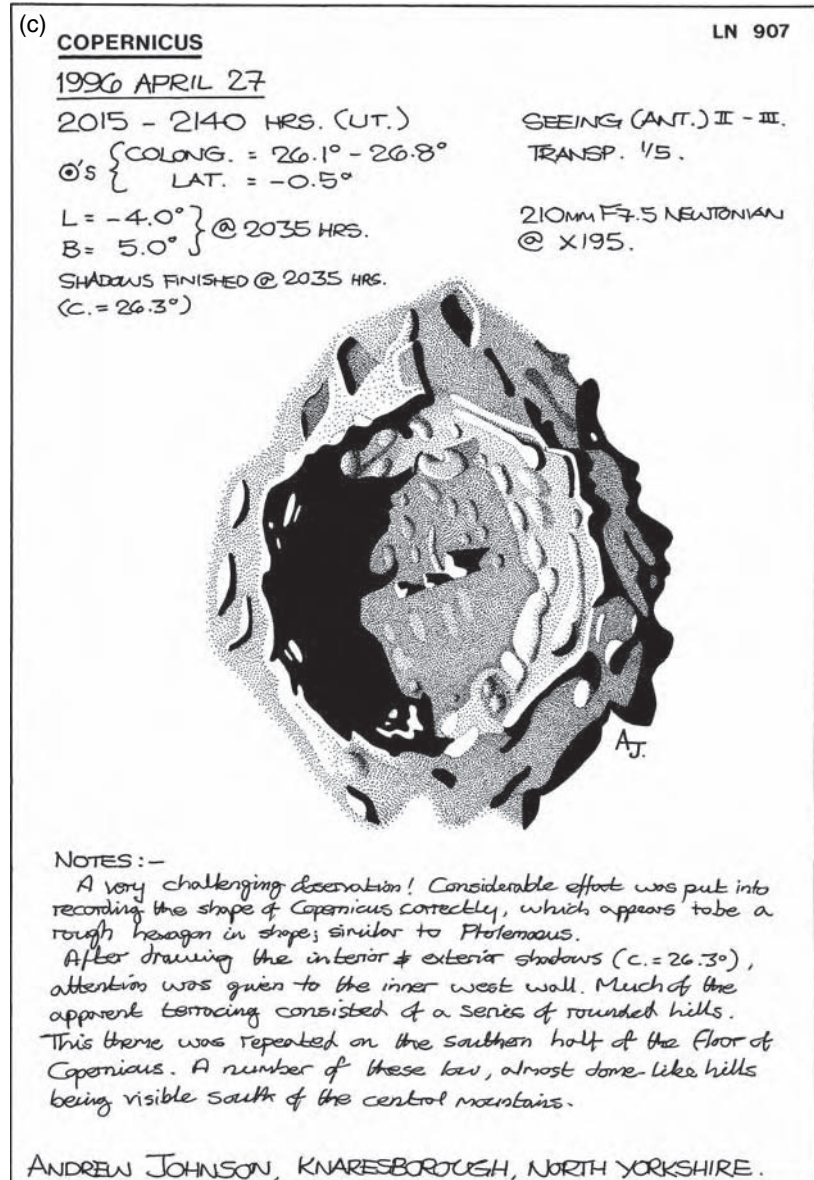 (c)
COPERNICUS
LN 907
1996 APRIL 27
2015 - 2140 HRS. (UT.)
SEEING (ANT.) II - III.
☉'s { COLONG. = 26.1° - 26.8°
LAT. = -0.5°
TRANSP. 1/5.
L = -4.0°
B = 5.0° } @ 2035 HRS.
210MM F7.5 NEWTONIAN
@ X195.
SHADOWS FINISHED @ 2035 HRS.
(C. = 26.3°)
AJ.
NOTES:-
A very challenging observation! Considerable effort was put into
recording the shape of Copernicus correctly, which appears to be a
rough hexagon in shape; similar to Ptolemaeus.
After drawing the interior & exterior shadows (C. = 26.3°),
attention was given to the inner west wall. Much of the
apparent terracing consisted of a series of rounded hills.
This theme was repeated on the southern half of the floor of
Copernicus. A number of these low, almost dome-like hills
being visible south of the central mountains.
ANDREW JOHNSON, KNARESBOROUGH, NORTH YORKSHIRE.